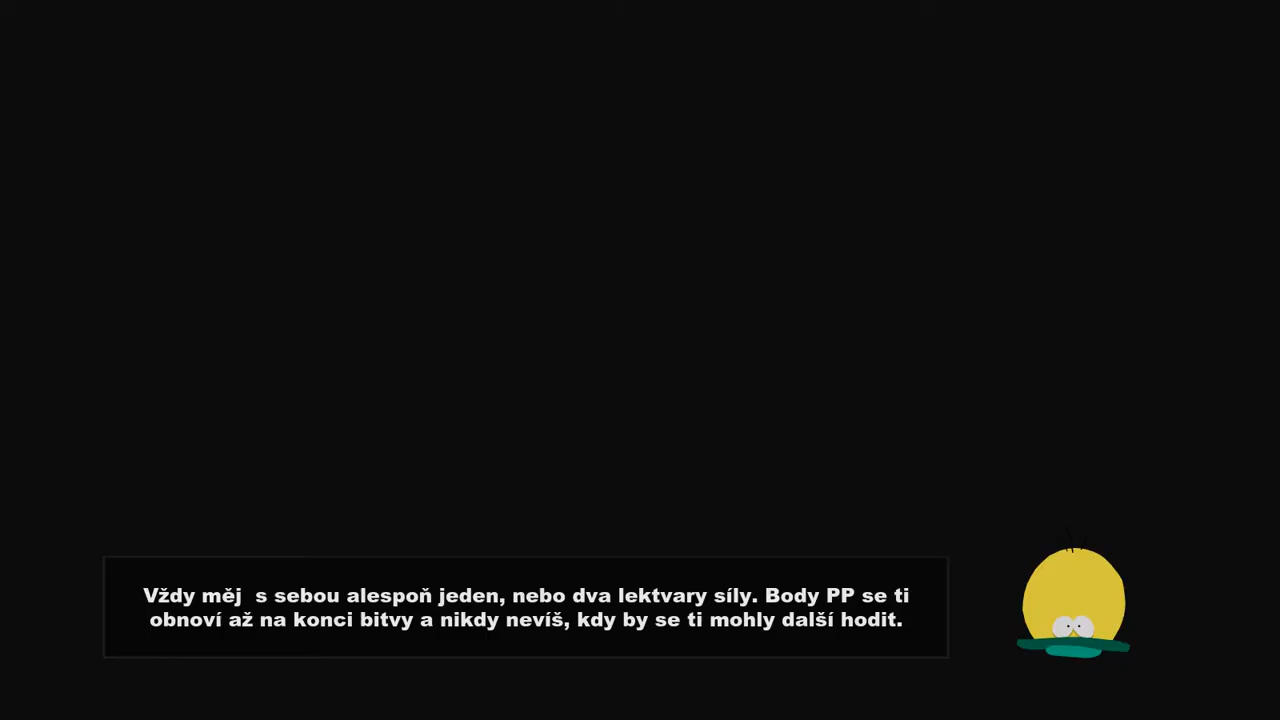 Vždy měj  s sebou alespoň jeden, nebo dva lektvary síly. Body PP se ti
obnoví až na konci bitvy a nikdy nevíš, kdy by se ti mohly další hodit.